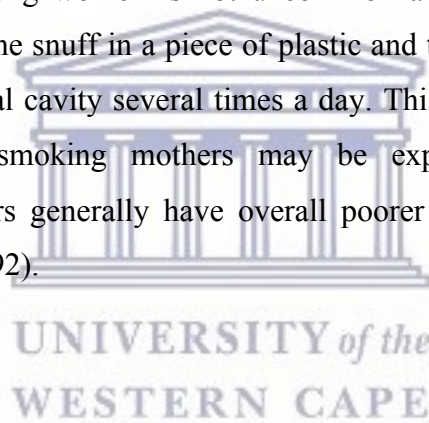 ne snuff in a piece of plastic and
al cavity several times a day. Thi
smoking mothers may be exp
rs generally have overall poorer
92).
UNIVERSITY of the
WESTERN CAPE